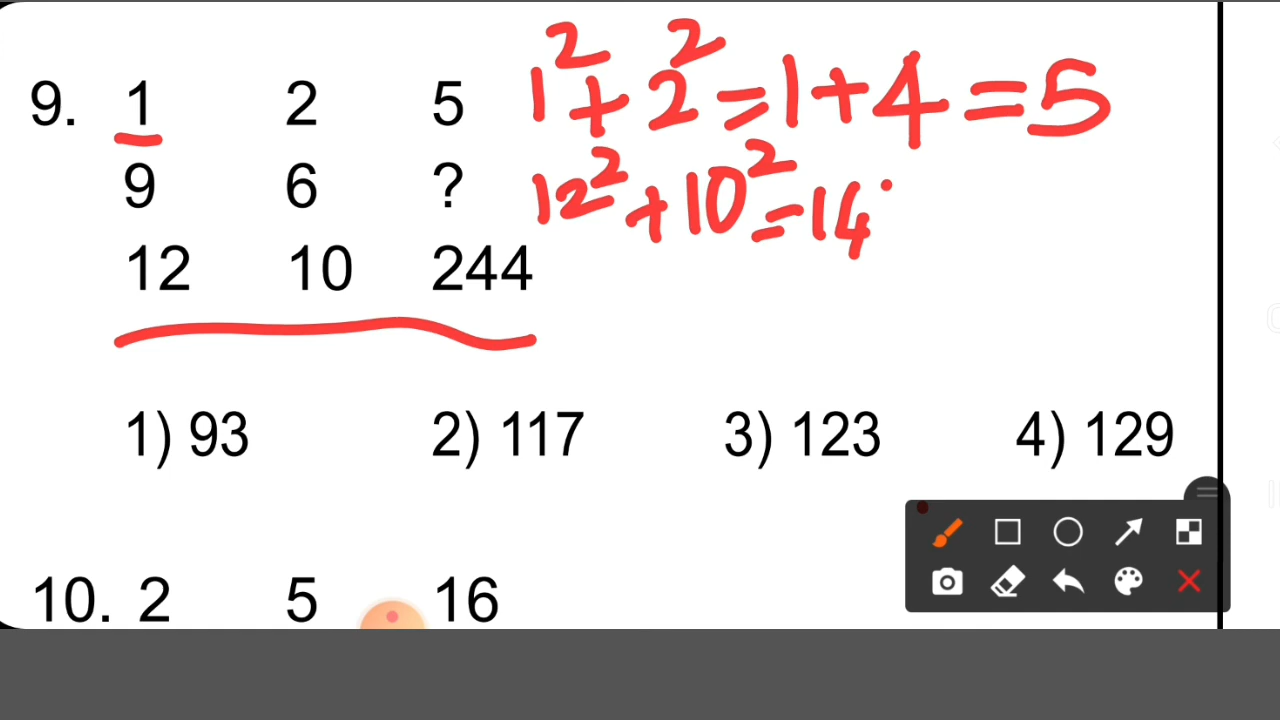 9. 1 2 5 1²+2²=1+4=5
9 6 ? 12²+10²=14
12 10 244
1) 93 2) 117 3) 123 4) 129
10. 2 5 16